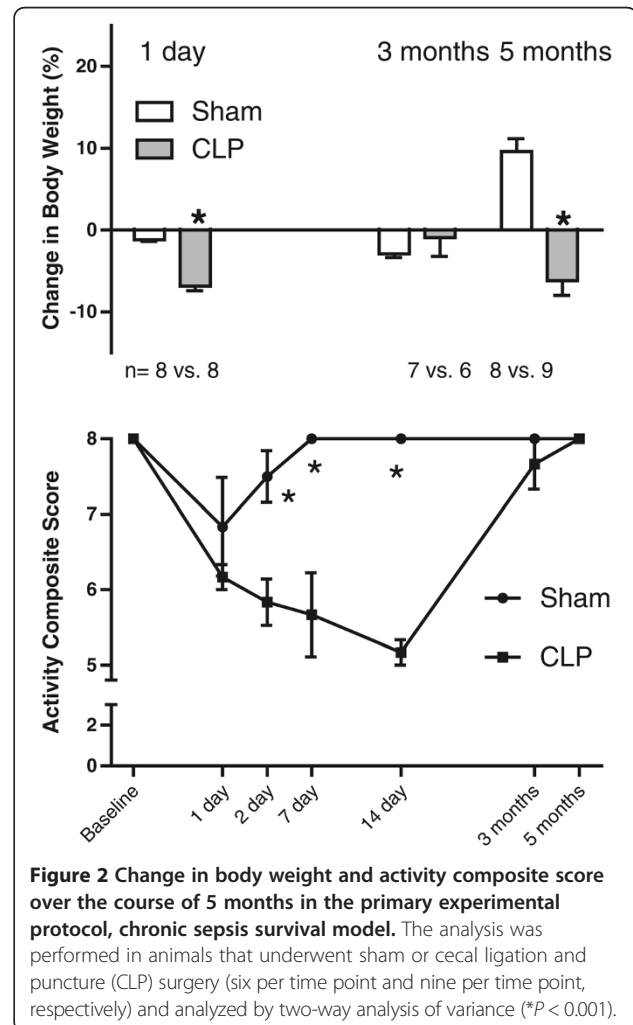 1 day 3 months 5 months
Change in Body Weight (%)
20
10
0
-10
Sham
CLP
*
*
n= 8 vs. 8 7 vs. 6 8 vs. 9
Activity Composite Score
8
7
6
5
2
0
*
*
*
Sham
CLP
Baseline
1 day
2 day
7 day
14 day
3 months
5 months
Figure 2 Change in body weight and activity composite score
over the course of 5 months in the primary experimental
protocol, chronic sepsis survival model. The analysis was
performed in animals that underwent sham or cecal ligation and
puncture (CLP) surgery (six per time point and nine per time point,
respectively) and analyzed by two-way analysis of variance (*P < 0.001).